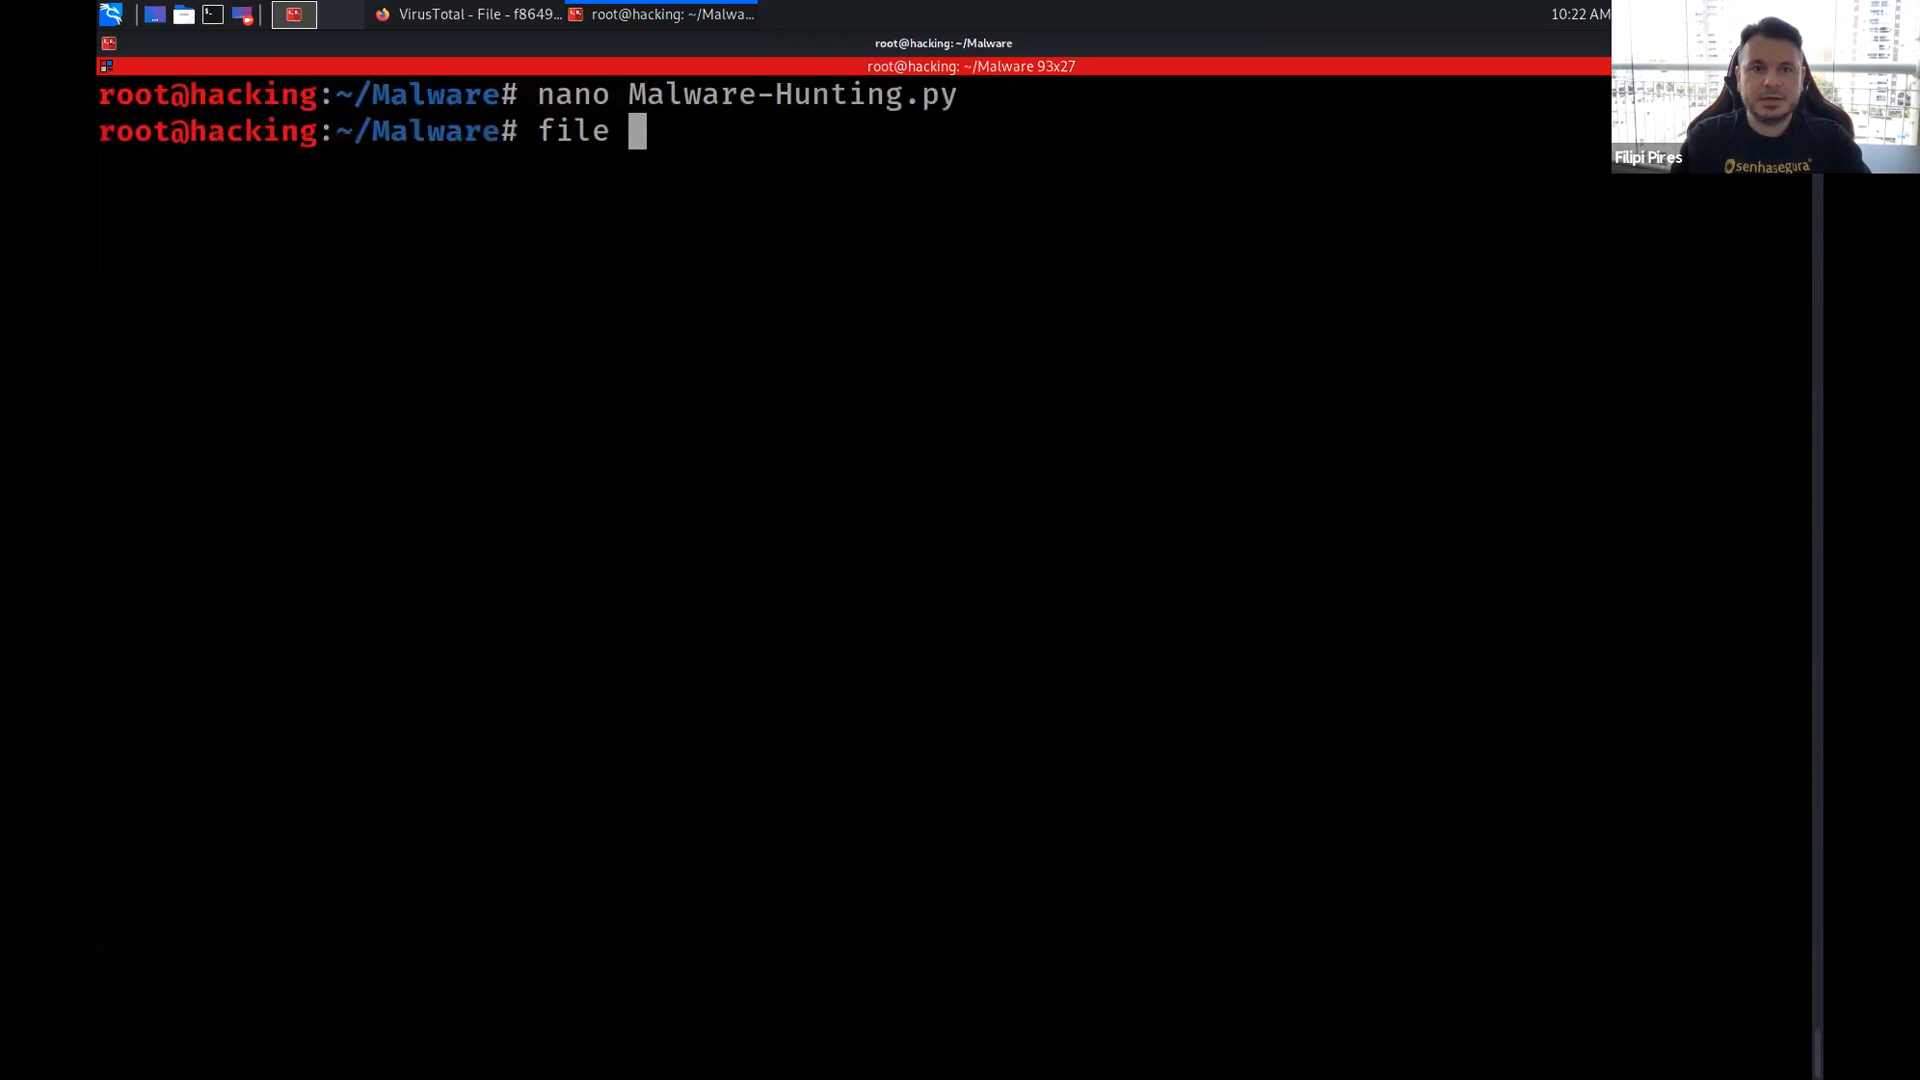 VirusTotal - File - f8649...
root@hacking: ~/Malwa...
10:22 AM
root@hacking: ~/Malware
root@hacking: ~/Malware 93x27
root@hacking:~/Malware# nano Malware-Hunting.py
root@hacking:~/Malware# file
Filipi Pires
senhasegura